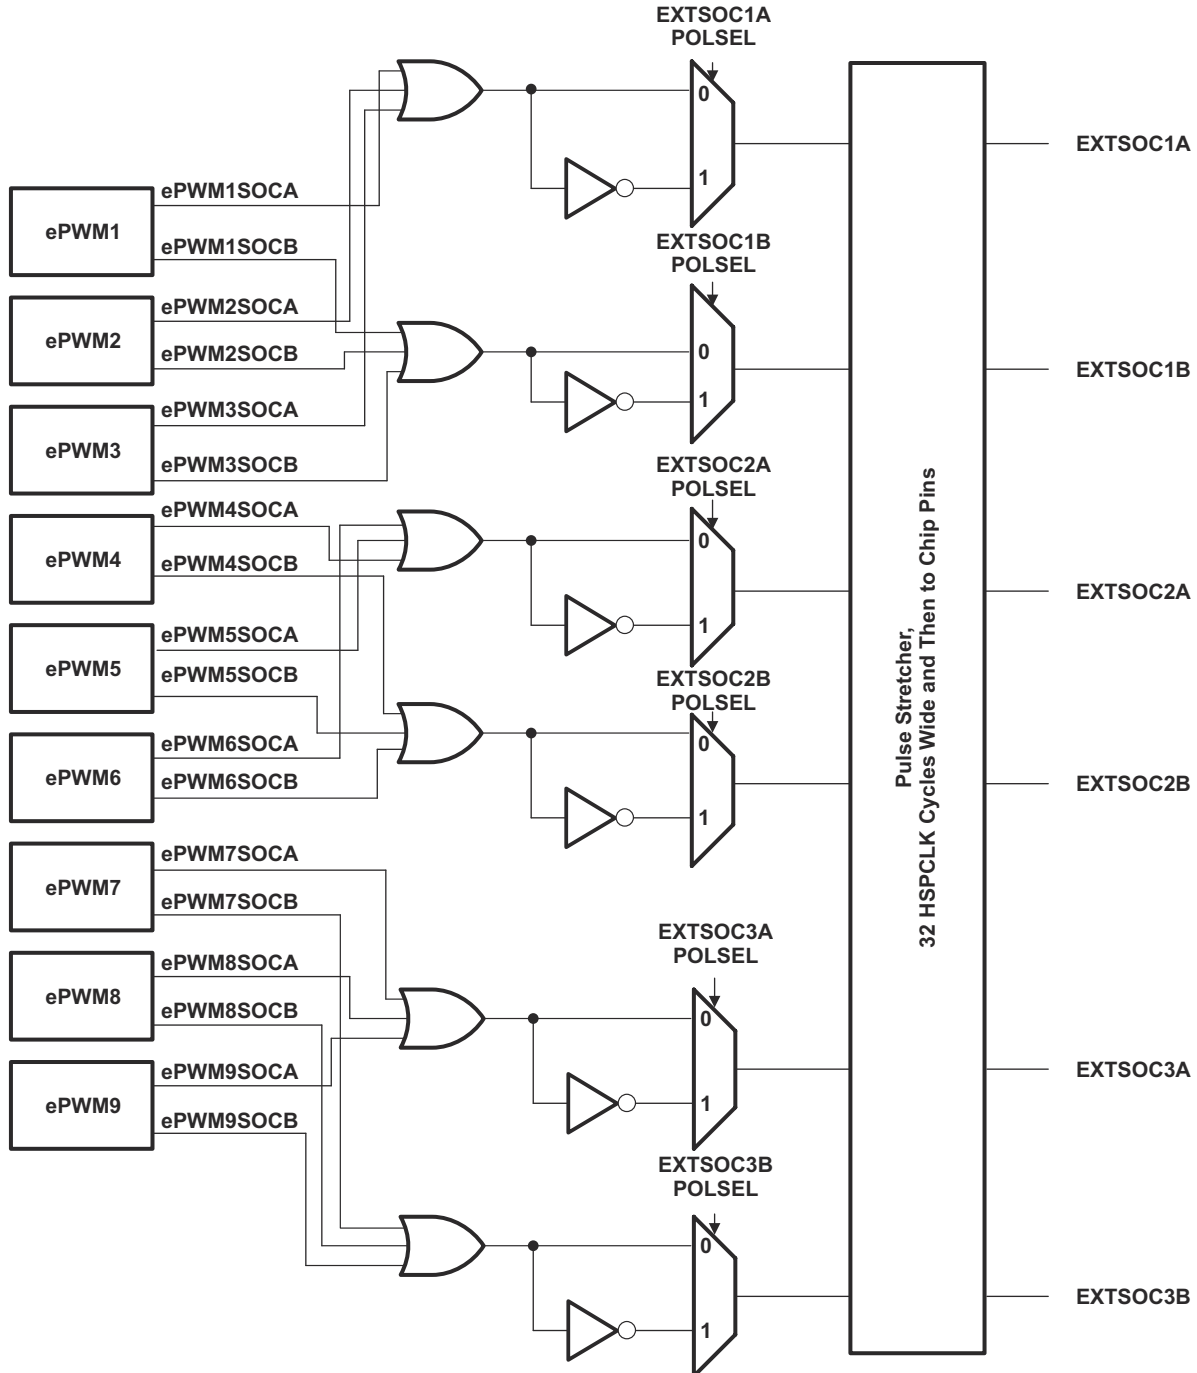 EXTSOC1A
POLSEL
0
1
EXTSOC1A
ePWM1
ePWM1SOCA
ePWM1SOCB
EXTSOC1B
POLSEL
0
1
EXTSOC1B
ePWM2
ePWM2SOCA
ePWM2SOCB
ePWM3
ePWM3SOCA
ePWM3SOCB
EXTSOC2A
POLSEL
0
1
EXTSOC2A
ePWM4
ePWM4SOCA
ePWM4SOCB
ePWM5
ePWM5SOCA
ePWM5SOCB
EXTSOC2B
POLSEL
0
1
EXTSOC2B
ePWM6
ePWM6SOCA
ePWM6SOCB
Pulse Stretcher,
32 HSPCLK Cycles Wide and Then to Chip Pins
ePWM7
ePWM7SOCA
ePWM7SOCB
EXTSOC3A
POLSEL
0
1
EXTSOC3A
ePWM8
ePWM8SOCA
ePWM8SOCB
ePWM9
ePWM9SOCA
ePWM9SOCB
EXTSOC3B
POLSEL
0
1
EXTSOC3B